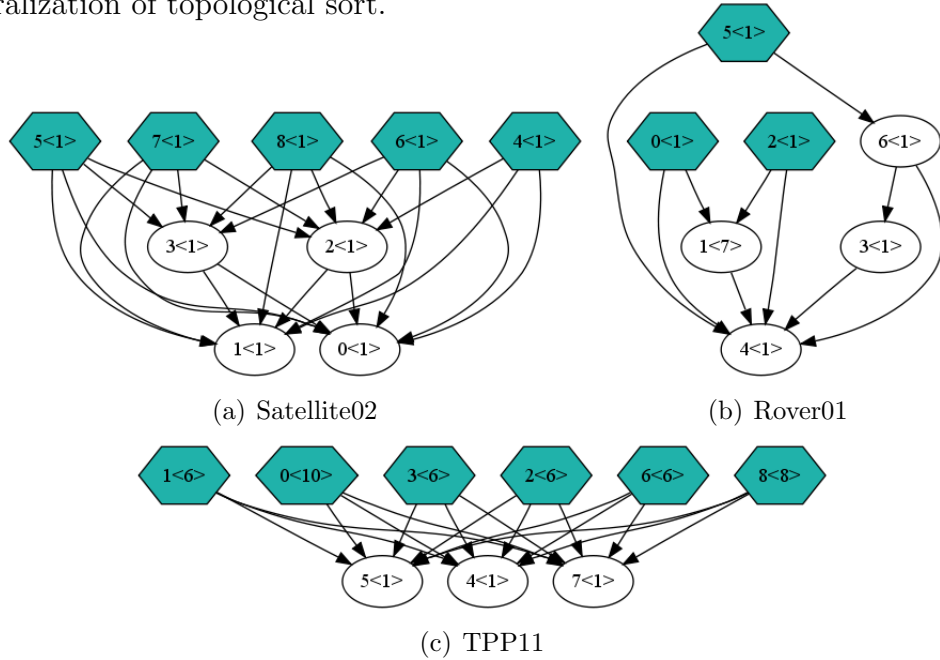 ralization of topological sort.
5<1>
5<1> 7<1> 8<1> 6<1> 4<1>
0<1> 2<1> 6<1>
3<1> 2<1>
1<7> 3<1>
1<1> 0<1>
4<1>
(a) Satellite02
(b) Rover01
1<6> 0<10> 3<6> 2<6> 6<6> 8<8>
5<1> 4<1> 7<1>
(c) TPP11